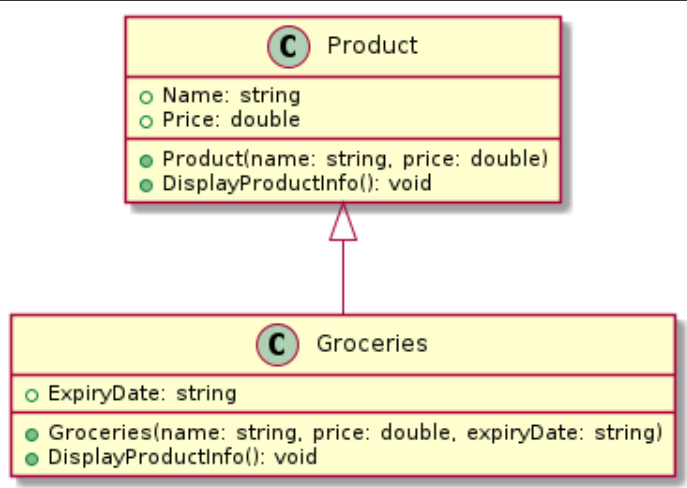 C Product
Name: string
Price: double
Product(name: string, price: double)
DisplayProductInfo(): void
C Groceries
ExpiryDate: string
Groceries(name: string, price: double, expiryDate: string)
DisplayProductInfo(): void